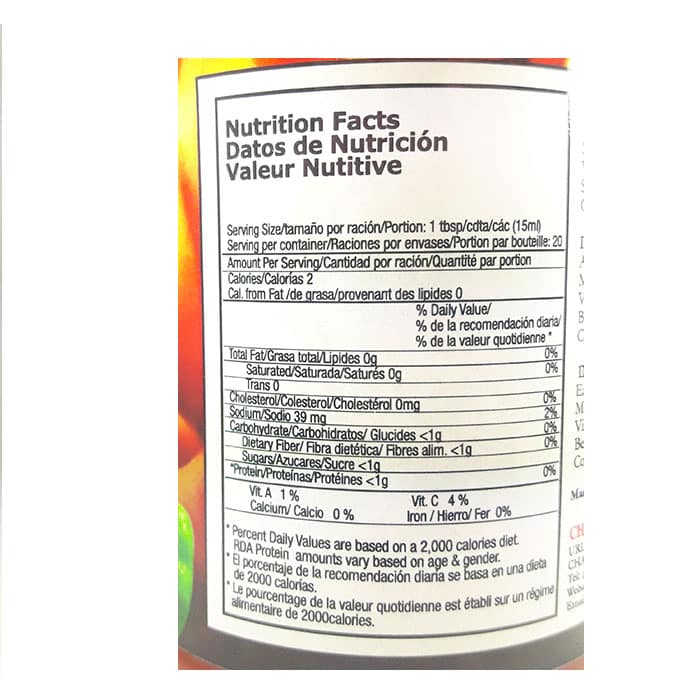 Nutrition Facts
Datos de Nutrición
Valeur Nutitive
Serving Size/tamaño por ración/Portion: 1 tbsp/cdta/các (15ml)
Serving per container/Raciones por envases/Portion par bouteille: 20
Amount Per Serving/Cantidad por ración/Quantité par portion
Calories/Calorías 2
Cal. from Fat /de grasa/provenant des lipides 0
% Daily Value/
% de la recomendación diaria/
% de la valeur quotidienne *
Total Fat/Grasa total/Lipides 0g 0%
Saturated/Saturada/Saturés 0g 0%
Trans 0
Cholesterol/Colesterol/Cholestérol 0mg 0%
Sodium/Sodio 39 mg 2%
Carbohydrate/Carbohidratos/ Glucides <1g 0%
Dietary Fiber/ Fibra dietética/ Fibres alim. <1g 0%
Sugars/Azucares/Sucre <1g
*Protein/Proteínas/Protéines <1g 0%
Vit. A 1 % Vit. C 4 %
Calcium/ Calcio 0 % Iron / Hierro/ Fer 0%
* Percent Daily Values are based on a 2,000 calories diet.
RDA Protein amounts vary based on age & gender.
* El porcentaje de la recomendación diaria se basa en una dieta
de 2000 calorías.
* Le pourcentage de la valeur quotidienne est établi sur un régime
alimentaire de 2000calories.